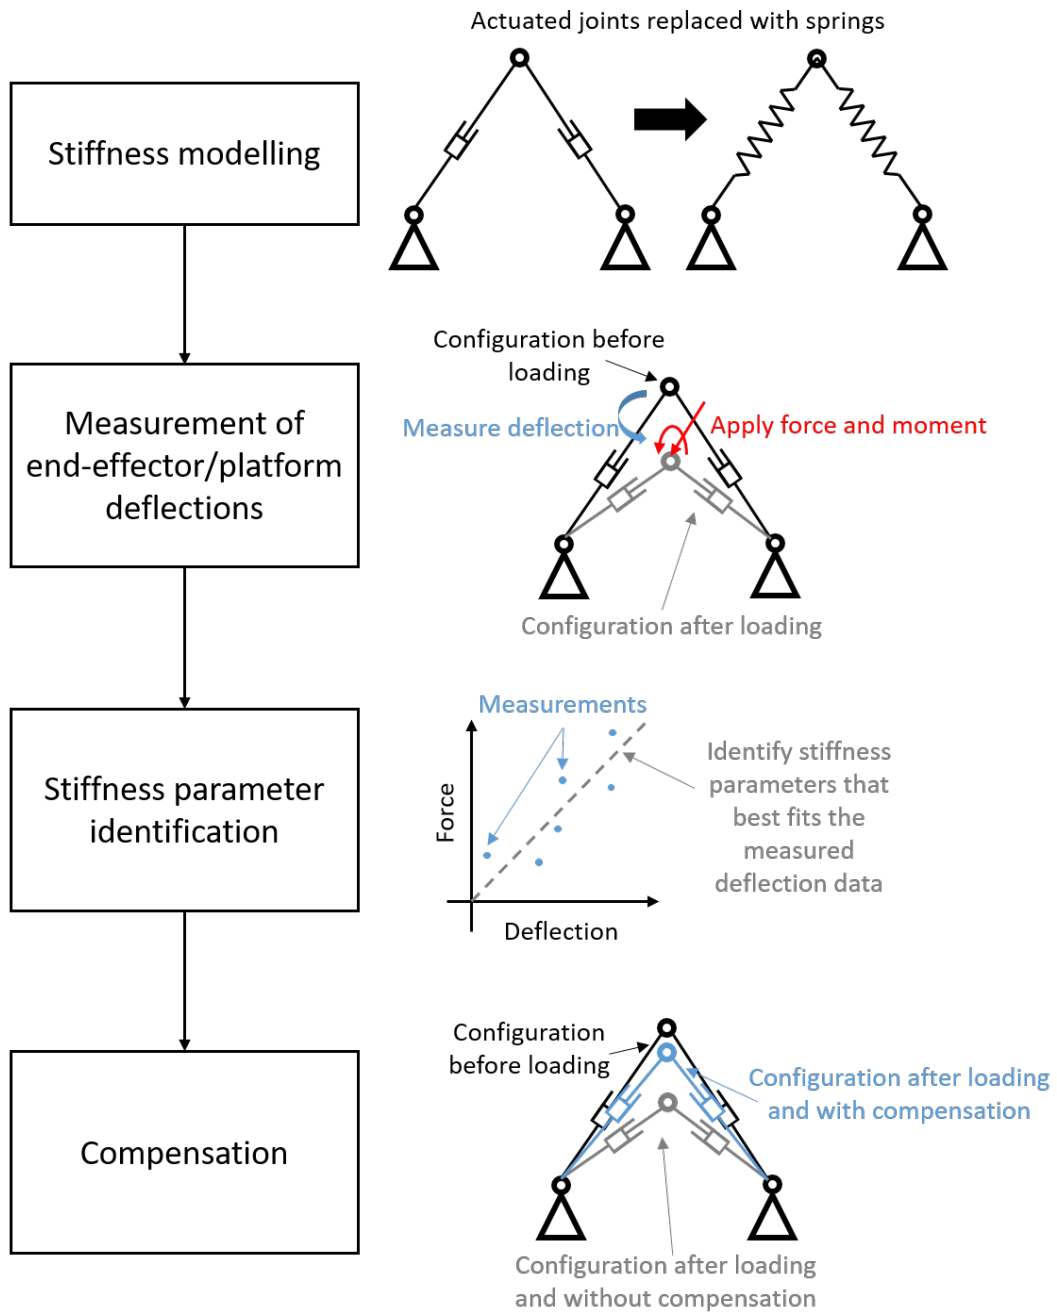 Actuated joints replaced with springs
Stiffness modelling
Configuration before
loading
Measurement of
end-effector/platform
deflections
Measure deflection
Apply force and moment
Configuration after loading
Measurements
Stiffness parameter
identification
Force
Deflection
Identify stiffness
parameters that
best fits the
measured
deflection data
Compensation
Configuration
before loading
Configuration after loading
and with compensation
Configuration after loading
and without compensation